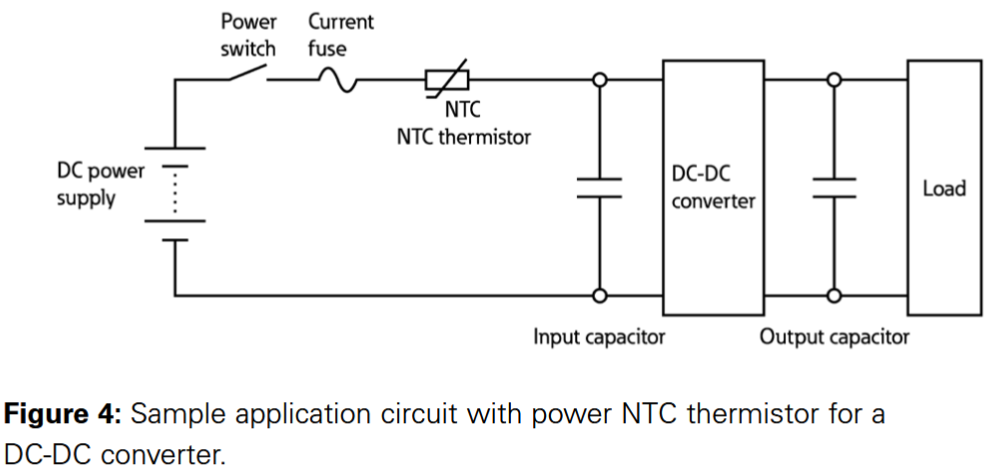 Power
switch
Current
fuse
NTC
NTC thermistor
DC power
supply
DC-DC
converter
Load
Input capacitor
Output capacitor
Figure 4: Sample application circuit with power NTC thermistor for a
DC-DC converter.